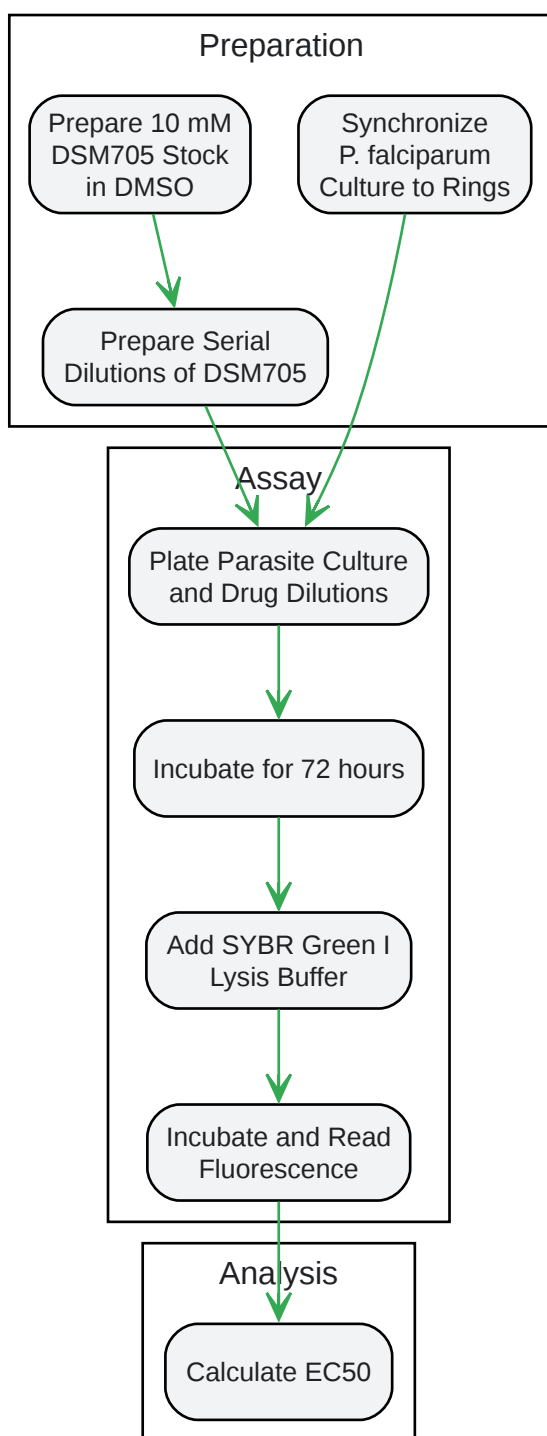 Preparation
Prepare 10 mM
DSM705 Stock
in DMSO
Synchronize
P. falciparum
Culture to Rings
Prepare Serial
Dilutions of DSM705
Assay
Plate Parasite Culture
and Drug Dilutions
Incubate for 72 hours
Add SYBR Green I
Lysis Buffer
Incubate and Read
Fluorescence
Analysis
Calculate EC50